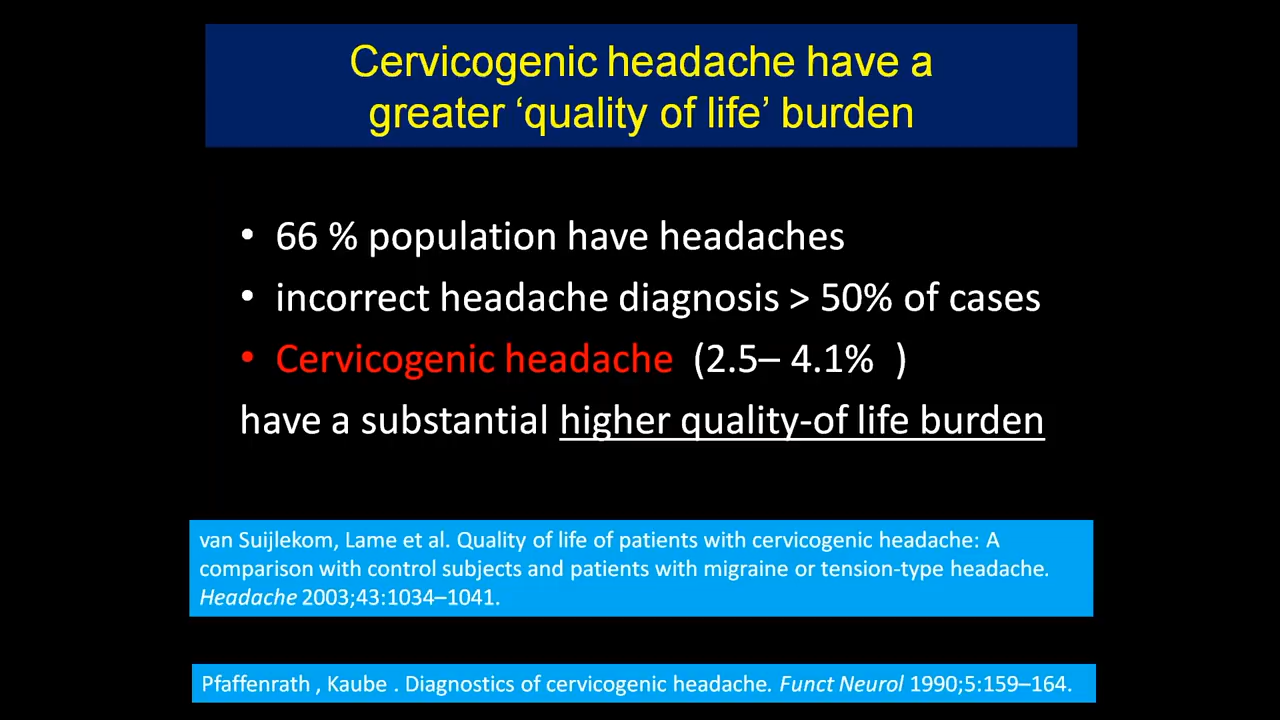 Cervicogenic headache have a
greater ‘quality of life’ burden
• 66 % population have headaches
• incorrect headache diagnosis > 50% of cases
• Cervicogenic headache (2.5– 4.1% )
have a substantial higher quality-of life burden
van Suijlekom, Lame et al. Quality of life of patients with cervicogenic headache: A
comparison with control subjects and patients with migraine or tension-type headache.
Headache 2003;43:1034–1041.
Pfaffenrath , Kaube . Diagnostics of cervicogenic headache. Funct Neurol 1990;5:159–164.